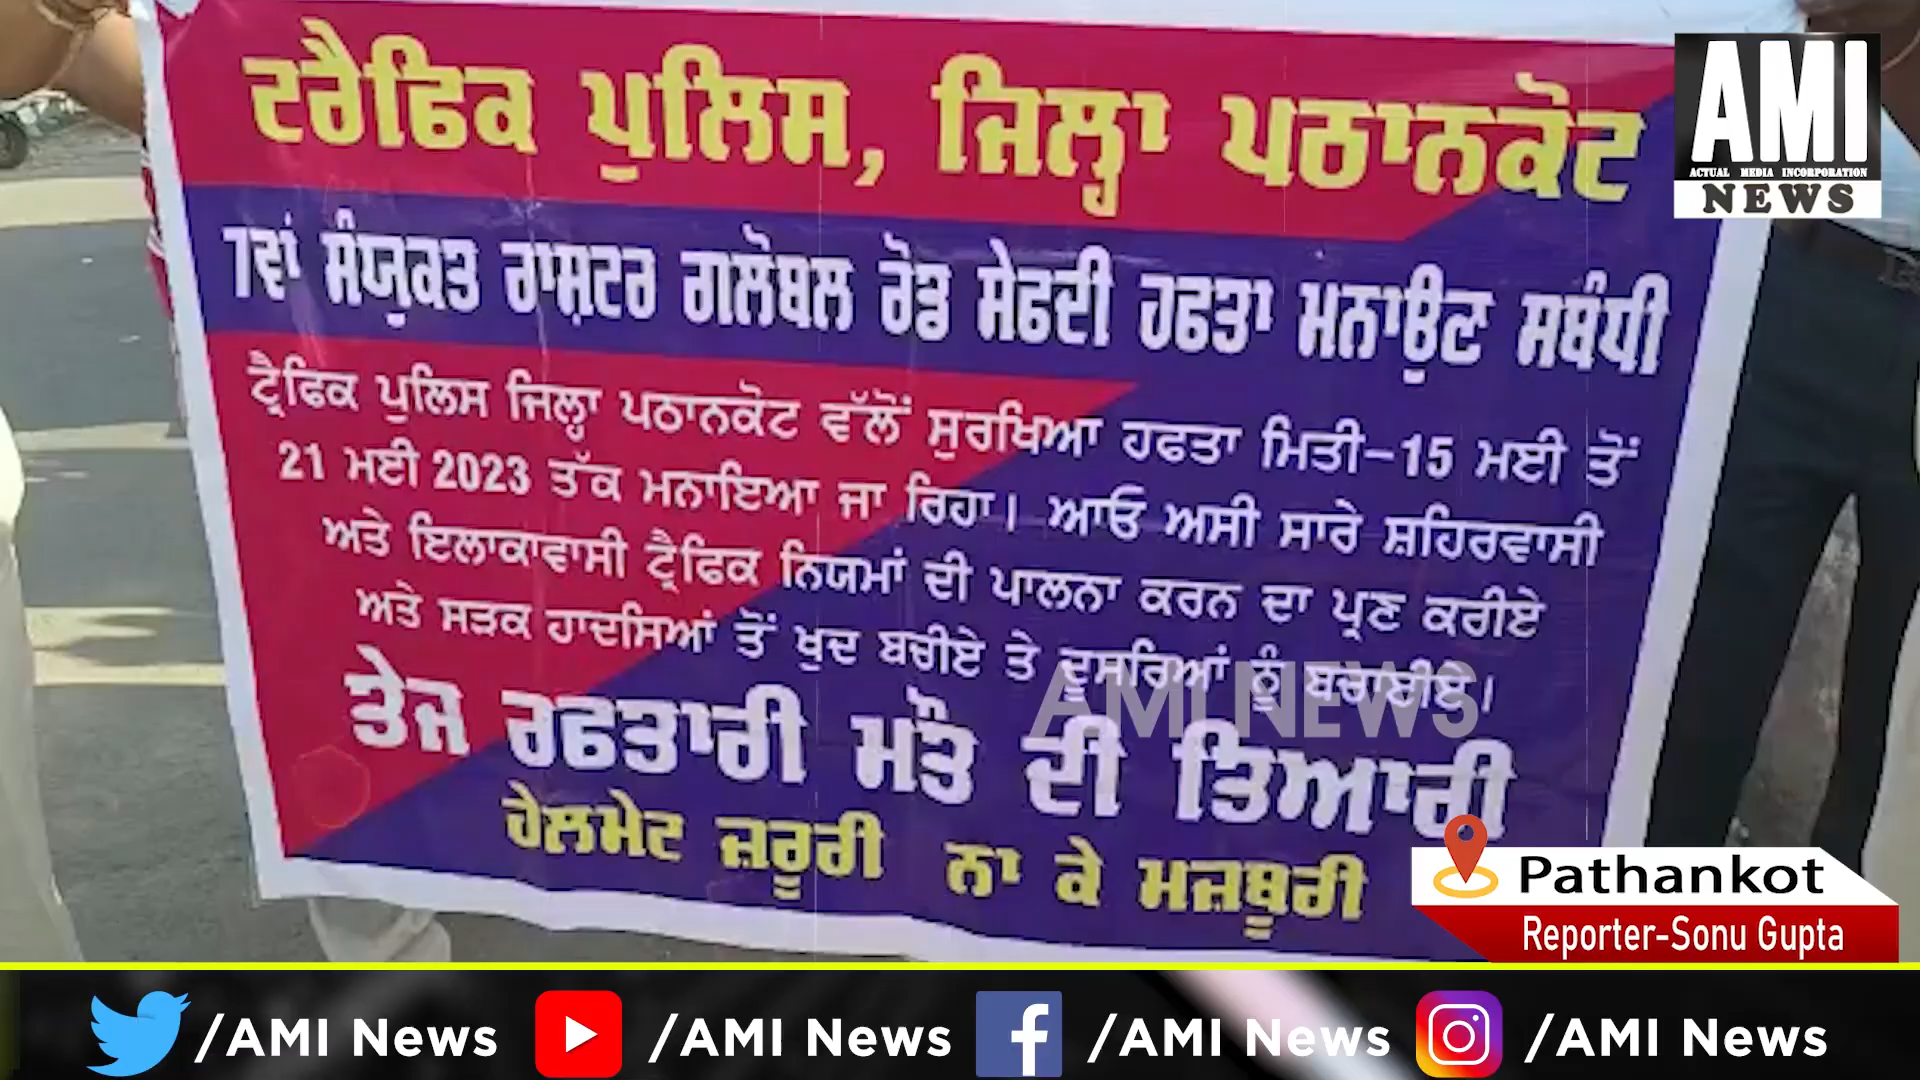 ਟਰੈਫਿਕ ਪੁਲਿਸ, ਜਿਲ੍ਹਾ ਪਠਾਨਕੋਟ
AMI
ACTUAL MEDIA INCORPORATION
NEWS
7ਵਾਂ ਸੰਯੁਕਤ ਰਾਸ਼ਟਰ ਗਲੋਬਲ ਰੋਡ ਸੇਫਟੀ ਹਫਤਾ ਮਨਾਉਣ ਸਬੰਧੀ
ਟ੍ਰੈਫਿਕ ਪੁਲਿਸ ਜਿਲ੍ਹਾ ਪਠਾਨਕੋਟ ਵੱਲੋਂ ਸੁਰਖਿਆ ਹਫਤਾ ਮਿਤੀ-15 ਮਈ ਤੋਂ
21 ਮਈ 2023 ਤੱਕ ਮਨਾਇਆ ਜਾ ਰਿਹਾ। ਆਓ ਅਸੀ ਸਾਰੇ ਸ਼ਹਿਰਵਾਸੀ
ਅਤੇ ਇਲਾਕਾਵਾਸੀ ਟ੍ਰੈਫਿਕ ਨਿਯਮਾਂ ਦੀ ਪਾਲਨਾ ਕਰਨ ਦਾ ਪ੍ਰਣ ਕਰੀਏ
ਅਤੇ ਸੜਕ ਹਾਦਸਿਆਂ ਤੋਂ ਖੁਦ ਬਚੀਏ ਤੇ ਦੂਸਰਿਆਂ ਨੂੰ ਬਚਾਈਏ।
AMI NEWS
ਤੇਜ ਰਫਤਾਰੀ ਮੌਤ ਦੀ ਤਿਆਰੀ
ਹੇਲਮੇਟ ਜ਼ਰੂਰੀ ਨਾ ਕੇ ਮਜ਼ਬੂਰੀ
Pathankot
Reporter-Sonu Gupta
/AMI News /AMI News /AMI News /AMI News